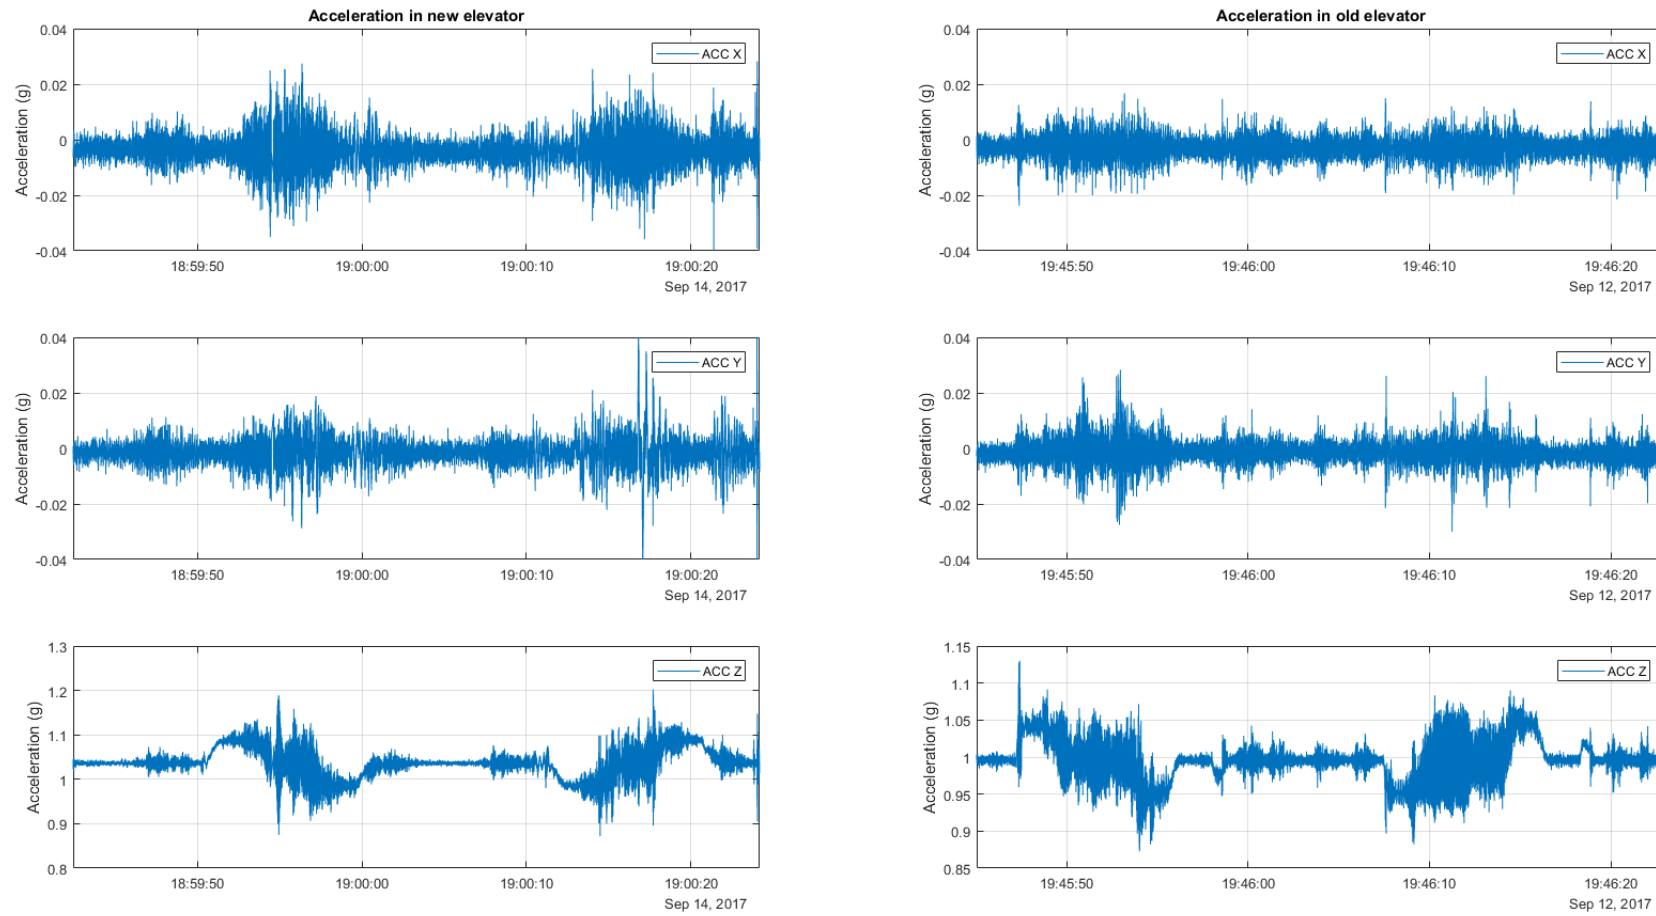 Acceleration in new elevator
0.04
0.02
0
-0.02
-0.04
Acceleration (g)
ACC X
18:59:50 19:00:00 19:00:10 19:00:20
Sep 14, 2017
0.04
0.02
0
-0.02
-0.04
Acceleration (g)
ACC Y
18:59:50 19:00:00 19:00:10 19:00:20
Sep 14, 2017
1.3
1.2
1.1
1
0.9
0.8
Acceleration (g)
ACC Z
18:59:50 19:00:00 19:00:10 19:00:20
Sep 14, 2017
Acceleration in old elevator
0.04
0.02
0
-0.02
-0.04
Acceleration (g)
ACC X
19:45:50 19:46:00 19:46:10 19:46:20
Sep 12, 2017
0.04
0.02
0
-0.02
-0.04
Acceleration (g)
ACC Y
19:45:50 19:46:00 19:46:10 19:46:20
Sep 12, 2017
1.15
1.1
1.05
1
0.95
0.9
0.85
Acceleration (g)
ACC Z
19:45:50 19:46:00 19:46:10 19:46:20
Sep 12, 2017